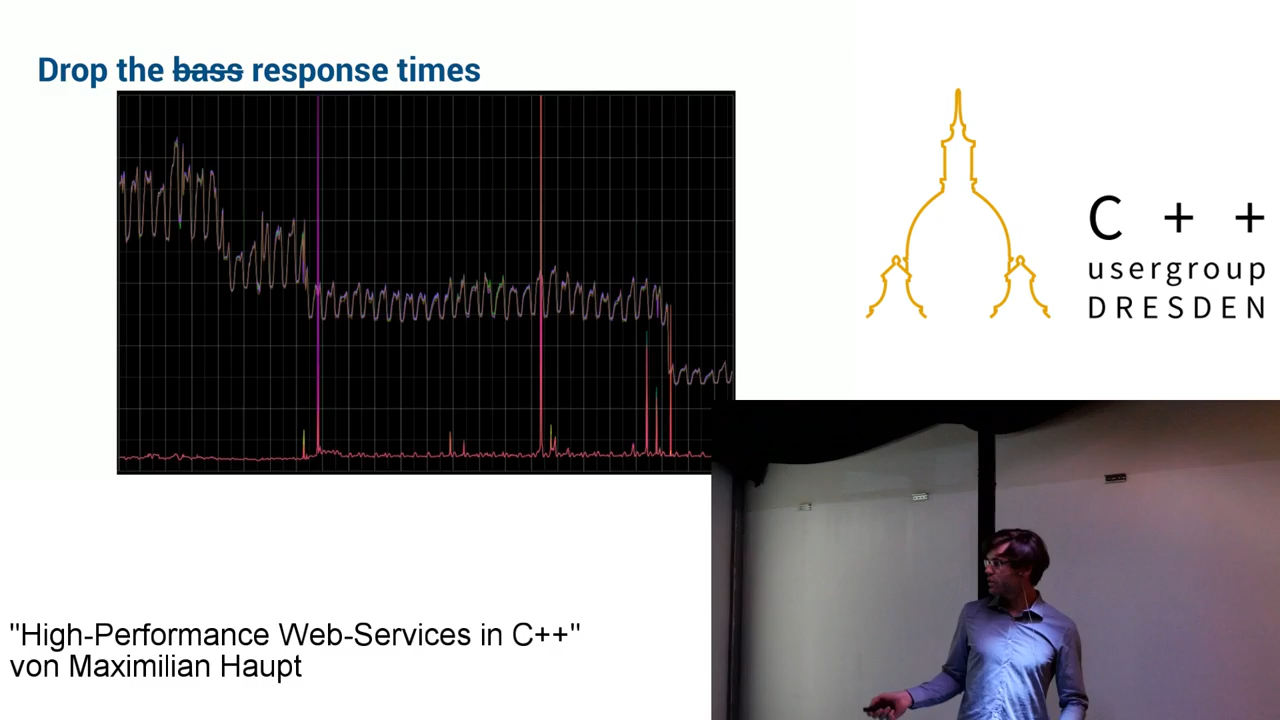 Drop the bass response times
C + +
usergroup
DRESDEN
"High-Performance Web-Services in C++"
von Maximilian Haupt